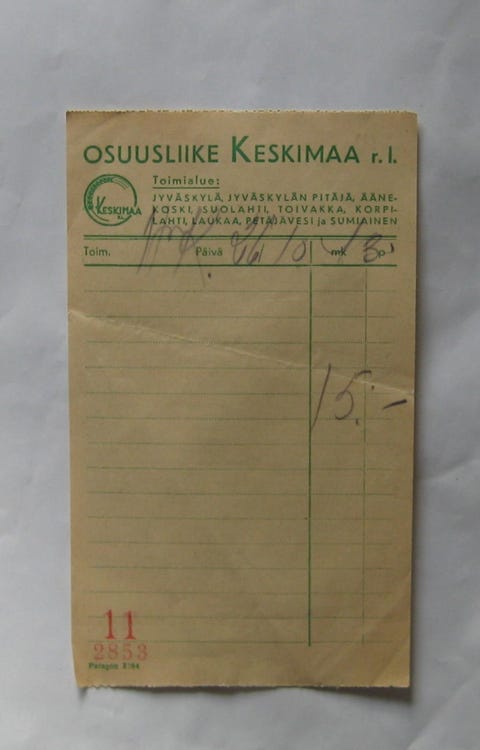 OSUUSLIIKE KESKIMAA r. l.
Toimialue:
KESKIMAA
R.L.
JYVÄSKYLÄ, JYVÄSKYLÄN PITÄJÄ, ÄÄNE-
KOSKI, SUOLAHTI, TOIVAKKA, KORPI-
LAHTI, LAUKAA, PETÄJÄVESI ja SUMIAINEN
Toim. Päivä mk p
15:-
11
2853
Paragon